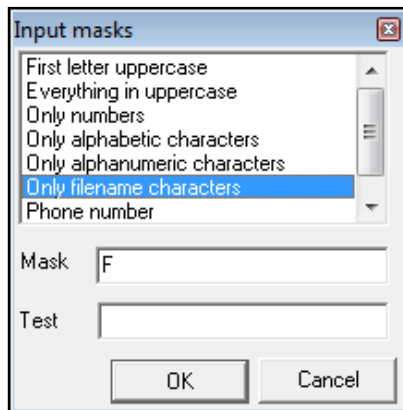 Input masks
First letter uppercase
Everything in uppercase
Only numbers
Only alphabetic characters
Only alphanumeric characters
Only filename characters
Phone number
Mask F
Test
OK Cancel